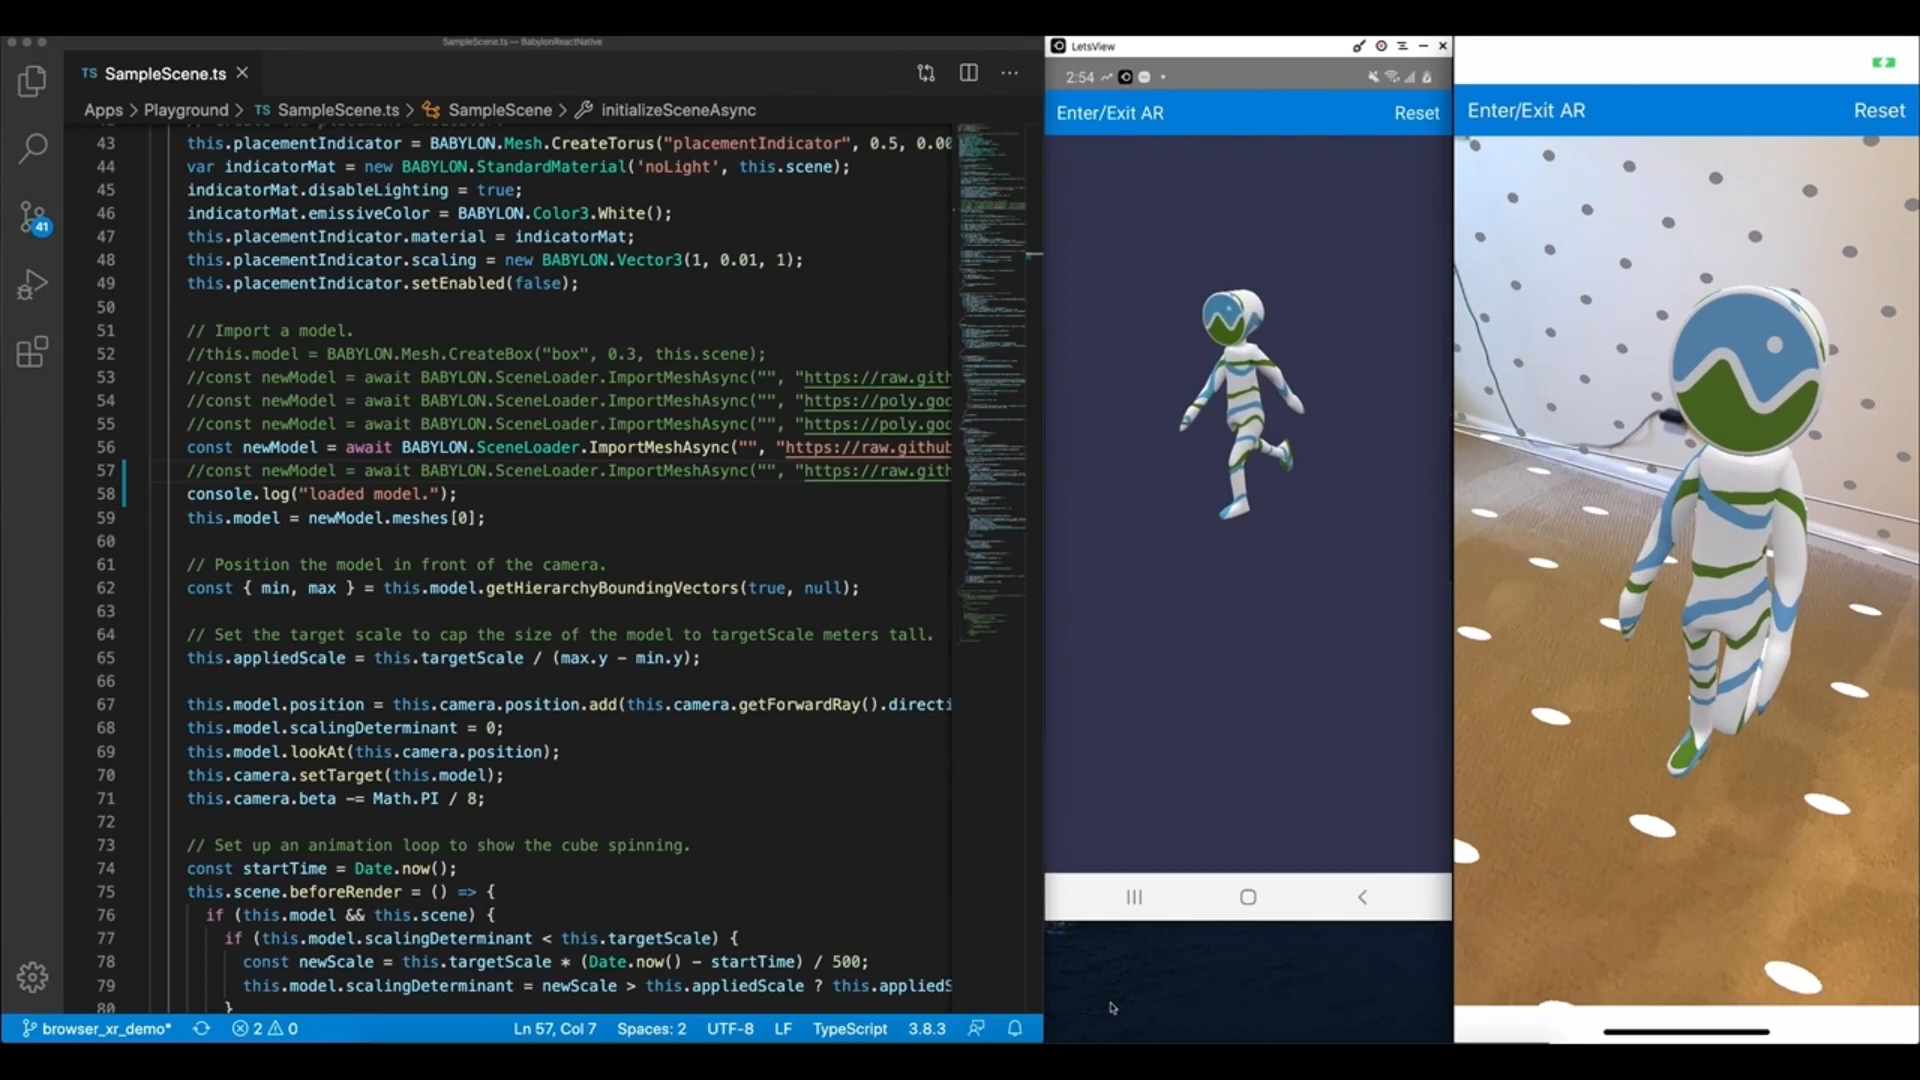 SampleScene.ts — BabylonReactNative
TS SampleScene.ts
Apps > Playground > TS SampleScene.ts > SampleScene > initializeSceneAsync
41
43 this.placementIndicator = BABYLON.Mesh.CreateTorus("placementIndicator", 0.5, 0.00
44 var indicatorMat = new BABYLON.StandardMaterial('noLight', this.scene);
45 indicatorMat.disableLighting = true;
46 indicatorMat.emissiveColor = BABYLON.Color3.White();
47 this.placementIndicator.material = indicatorMat;
48 this.placementIndicator.scaling = new BABYLON.Vector3(1, 0.01, 1);
49 this.placementIndicator.setEnabled(false);
50
51 // Import a model.
52 //this.model = BABYLON.Mesh.CreateBox("box", 0.3, this.scene);
53 //const newModel = await BABYLON.SceneLoader.ImportMeshAsync("", "https://raw.gith
54 //const newModel = await BABYLON.SceneLoader.ImportMeshAsync("", "https://poly.goo
55 //const newModel = await BABYLON.SceneLoader.ImportMeshAsync("", "https://poly.goo
56 const newModel = await BABYLON.SceneLoader.ImportMeshAsync("", "https://raw.github
57 //const newModel = await BABYLON.SceneLoader.ImportMeshAsync("", "https://raw.gith
58 console.log("loaded model.");
59 this.model = newModel.meshes[0];
60
61 // Position the model in front of the camera.
62 const { min, max } = this.model.getHierarchyBoundingVectors(true, null);
63
64 // Set the target scale to cap the size of the model to targetScale meters tall.
65 this.appliedScale = this.targetScale / (max.y - min.y);
66
67 this.model.position = this.camera.position.add(this.camera.getForwardRay().directi
68 this.model.scalingDeterminant = 0;
69 this.model.lookAt(this.camera.position);
70 this.camera.setTarget(this.model);
71 this.camera.beta -= Math.PI / 8;
72
73 // Set up an animation loop to show the cube spinning.
74 const startTime = Date.now();
75 this.scene.beforeRender = () => {
76 if (this.model && this.scene) {
77 if (this.model.scalingDeterminant < this.targetScale) {
78 const newScale = this.targetScale * (Date.now() - startTime) / 500;
79 this.model.scalingDeterminant = newScale > this.appliedScale ? this.appliedS
80 }
browser_xr_demo* 2 0 Ln 57, Col 7 Spaces: 2 UTF-8 LF TypeScript 3.8.3
LetsView
2:54
Enter/Exit AR Reset
Enter/Exit AR Reset